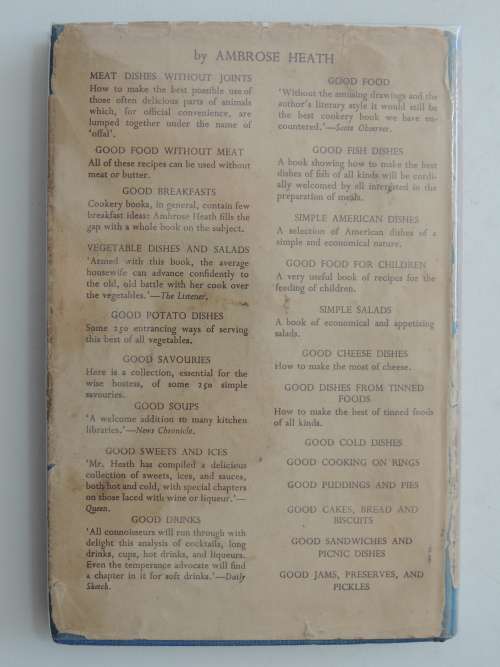 by AMBROSE HEATH
MEAT DISHES WITHOUT JOINTS
How to make the best possible use of
those often delicious parts of animals
which, for official convenience, are
lumped together under the name of
'offal'.
GOOD FOOD WITHOUT MEAT
All of these recipes can be used without
meat or butter.
GOOD BREAKFASTS
Cookery books, in general, contain few
breakfast ideas: Ambrose Heath fills the
gap with a whole book on the subject.
VEGETABLE DISHES AND SALADS
'Armed with this book, the average
housewife can advance confidently to
the old, old battle with her cook over
the vegetables.'—The Listener.
GOOD POTATO DISHES
Some 250 entrancing ways of serving
this best of all vegetables.
GOOD SAVOURIES
Here is a collection, essential for the
wise hostess, of some 250 simple
savouries.
GOOD SOUPS
'A welcome addition to many kitchen
libraries.'—News Chronicle.
GOOD SWEETS AND ICES
'Mr. Heath has compiled a delicious
collection of sweets, ices, and sauces,
both hot and cold, with special chapters
on those laced with wine or liqueur.'—
Queen.
GOOD DRINKS
'All connoisseurs will run through with
delight this analysis of cocktails, long
drinks, cups, hot drinks, and liqueurs.
Even the temperance advocate will find
a chapter in it for soft drinks.'—Daily
Sketch.
GOOD FOOD
'Without the amusing drawings and the
author's literary style it would still be
the best cookery book we have en-
countered.'—Scots Observer.
GOOD FISH DISHES
A book showing how to make the best
dishes of fish of all kinds will be cordi-
ally welcomed by all interested in the
preparation of meals.
SIMPLE AMERICAN DISHES
A selection of American dishes of a
simple and economical nature.
GOOD FOOD FOR CHILDREN
A very useful book of recipes for the
feeding of children.
SIMPLE SALADS
A book of economical and appetising
salads.
GOOD CHEESE DISHES
How to make the most of cheese.
GOOD DISHES FROM TINNED
FOODS
How to make the best of tinned foods
of all kinds.
GOOD COLD DISHES
GOOD COOKING ON RINGS
GOOD PUDDINGS AND PIES
GOOD CAKES, BREAD AND
BISCUITS
GOOD SANDWICHES AND
PICNIC DISHES
GOOD JAMS, PRESERVES, AND
PICKLES